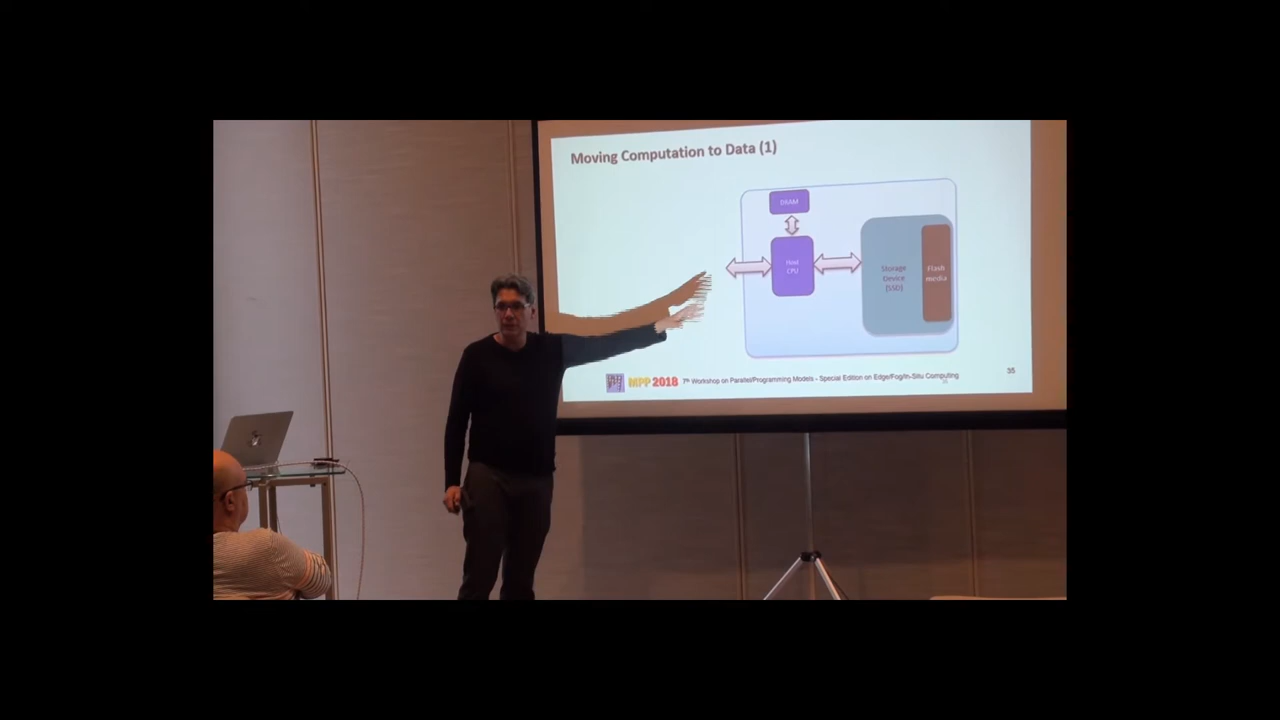 Moving Computation to Data (1)
DRAM
Host
CPU
Storage
Device
[SSD]
Flash
media
MPP 2018 7th Workshop on Parallel/Programming Models - Special Edition on Edge/Fog/In-Situ Computing
35